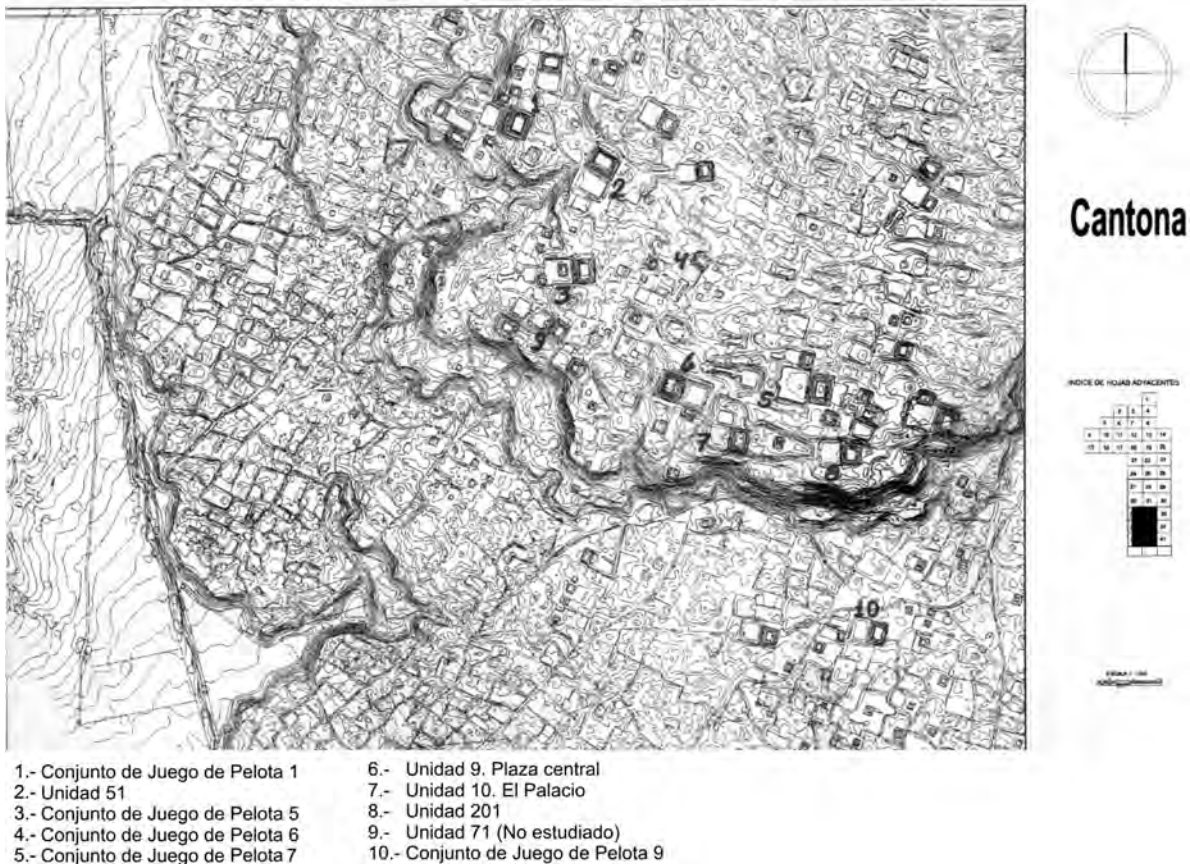 Cantona
2
45
3
9
6
5
7
8
10
INDICE DE HOJAS ADYACENTES
1.- Conjunto de Juego de Pelota 1
2.- Unidad 51
3.- Conjunto de Juego de Pelota 5
4.- Conjunto de Juego de Pelota 6
5.- Conjunto de Juego de Pelota 7
6.- Unidad 9. Plaza central
7.- Unidad 10. El Palacio
8.- Unidad 201
9.- Unidad 71 (No estudiado)
10.- Conjunto de Juego de Pelota 9